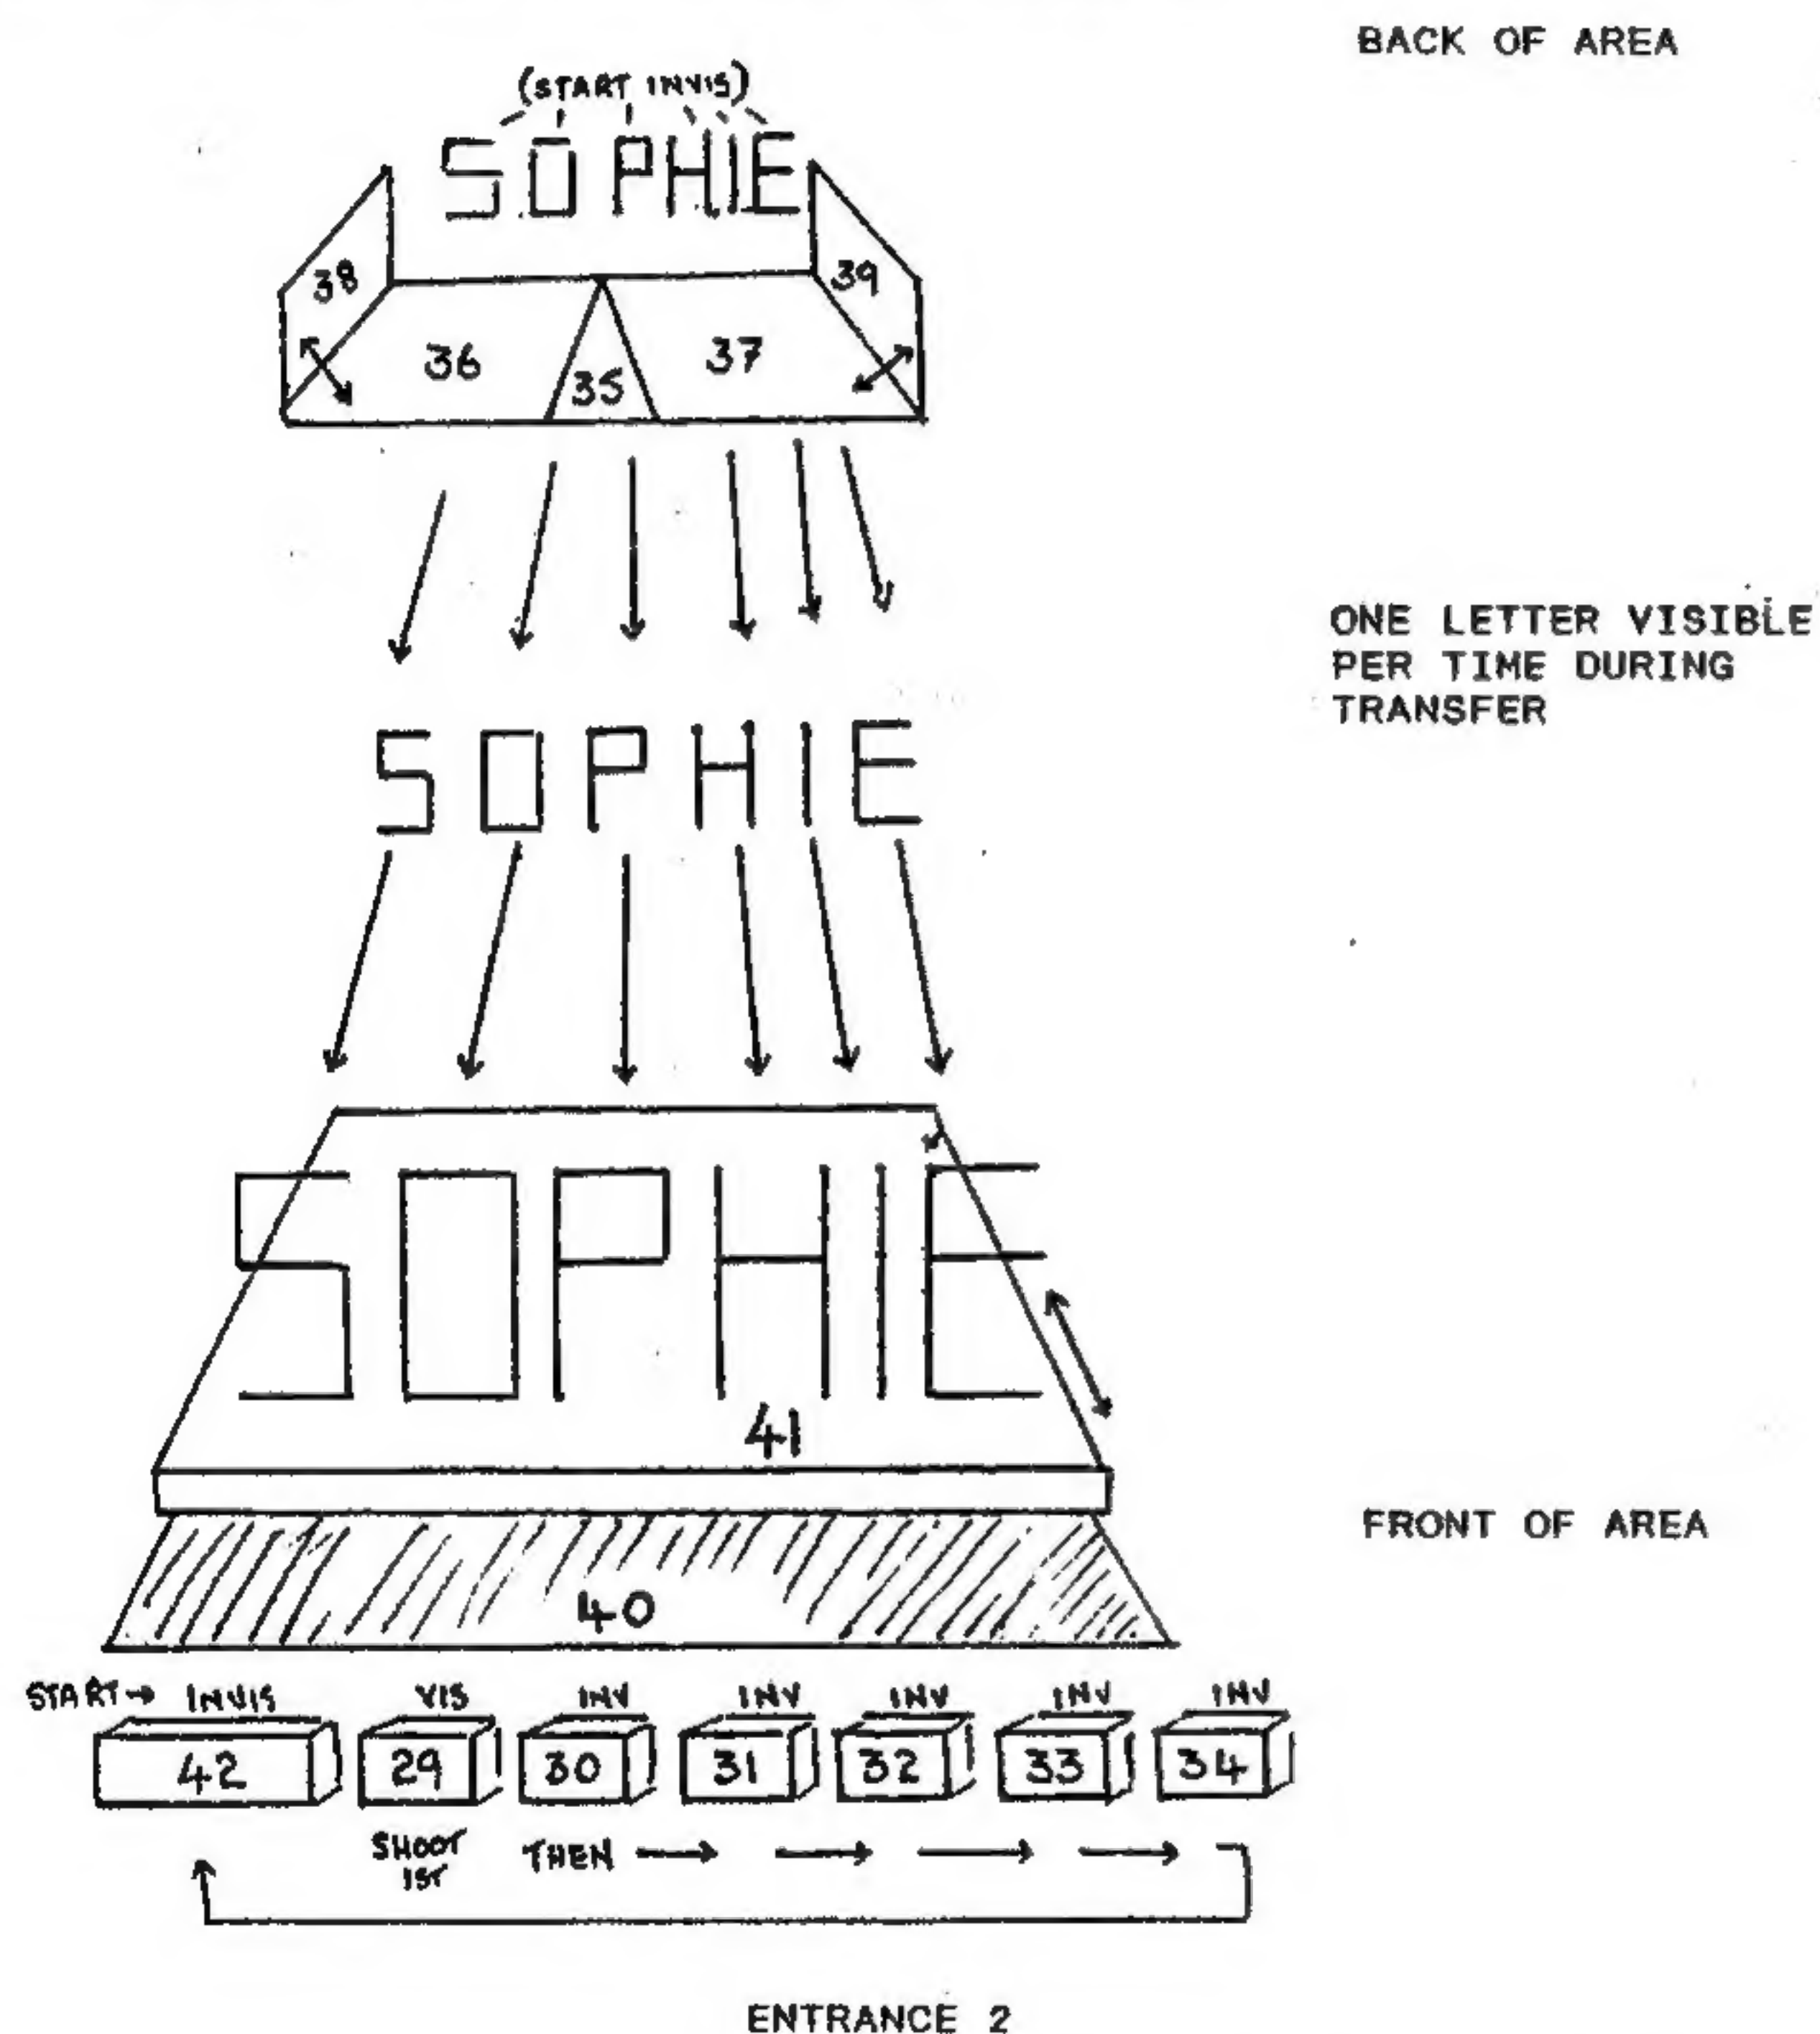 BACK OF AREA
(START INVIS)
SOPHIE
38
39
36
35
37
ONE LETTER VISIBLE
PER TIME DURING
TRANSFER
SOPHIE
SOPHIE
41
FRONT OF AREA
40
START→ INVIS VIS INV INV INV INV INV
42 29 30 31 32 33 34
SHOOT
1ST
THEN
ENTRANCE 2